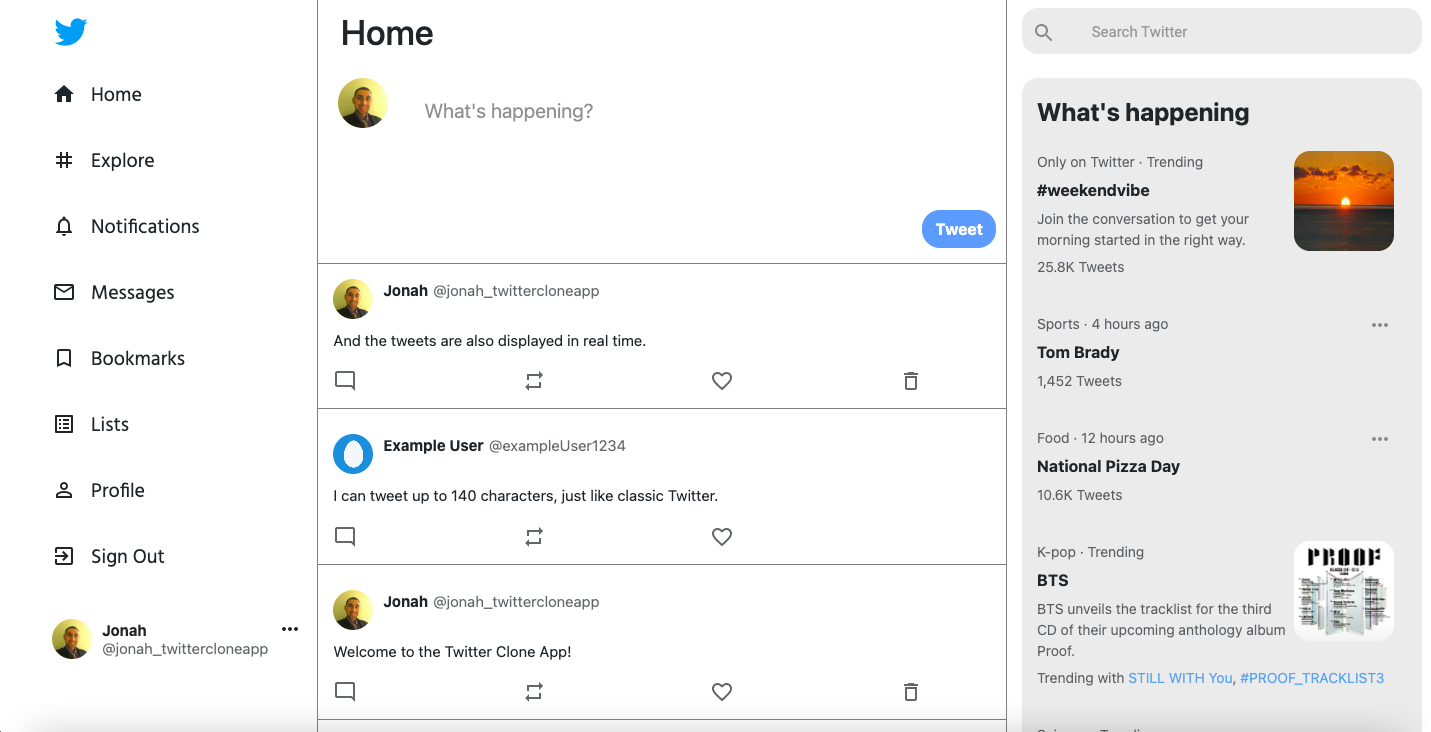 Home
Explore
Notifications
Messages
Bookmarks
Lists
Profile
Sign Out
Jonah
@jonah_twittercloneapp
Home
What's happening?
Tweet
Jonah @jonah_twittercloneapp
And the tweets are also displayed in real time.
Example User @exampleUser1234
I can tweet up to 140 characters, just like classic Twitter.
Jonah @jonah_twittercloneapp
Welcome to the Twitter Clone App!
Search Twitter
What's happening
Only on Twitter · Trending
#weekendvibe
Join the conversation to get your
morning started in the right way.
25.8K Tweets
Sports · 4 hours ago
Tom Brady
1,452 Tweets
Food · 12 hours ago
National Pizza Day
10.6K Tweets
K-pop · Trending
BTS
PROOF
BTS unveils the tracklist for the third
CD of their upcoming anthology album
Proof.
Trending with STILL WITH You, #PROOF_TRACKLIST3